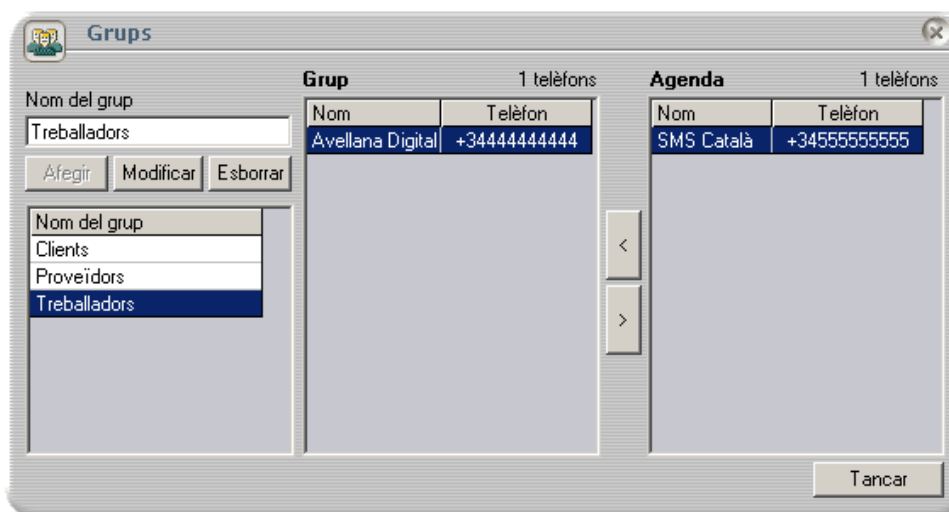 Grups
Nom del grup
Treballadors
Afegir Modificar Esborrar
Nom del grup
Clients
Proveïdors
Treballadors
Grup 1 telèfons
Nom Telèfon
Avellana Digital +34444444444
<
>
Agenda 1 telèfons
Nom Telèfon
SMS Català +34555555555
Tancar